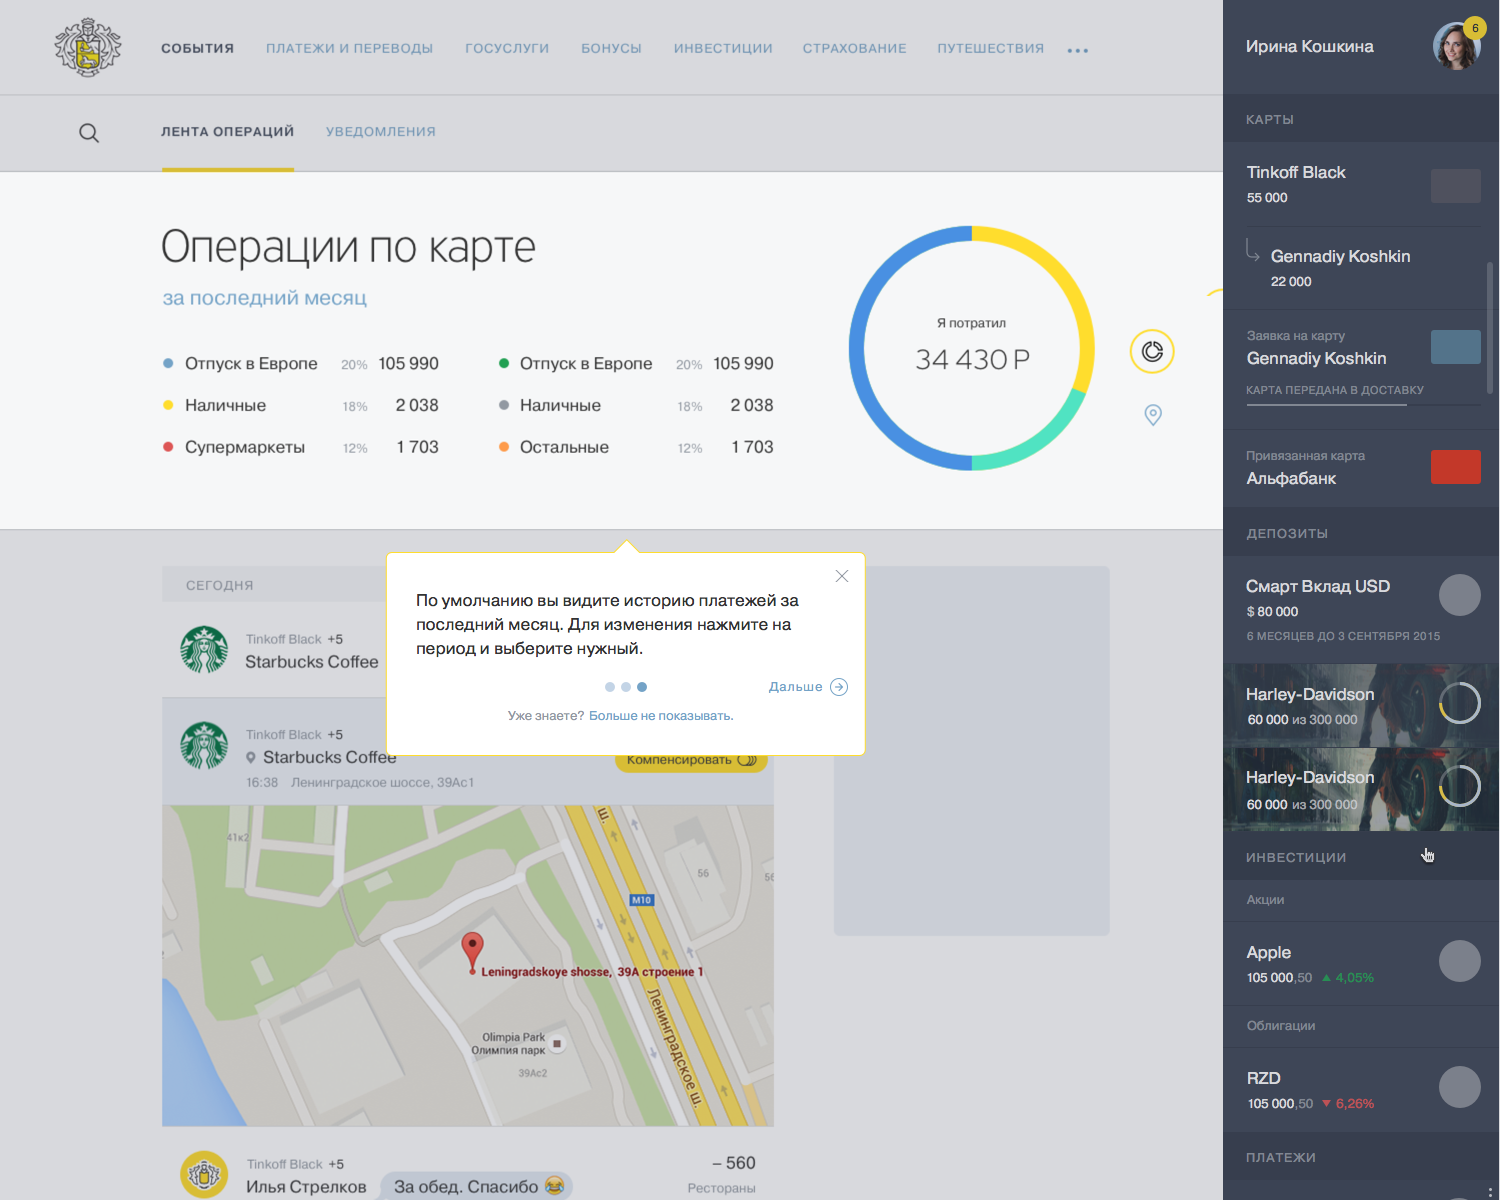 СОБЫТИЯ ПЛАТЕЖИ И ПЕРЕВОДЫ ГОСУСЛУГИ БОНУСЫ ИНВЕСТИЦИИ СТРАХОВАНИЕ ПУТЕШЕСТВИЯ
ЛЕНТА ОПЕРАЦИЙ УВЕДОМЛЕНИЯ
Операции по карте
за последний месяц
Отпуск в Европе 20% 105 990
Наличные 18% 2 038
Супермаркеты 12% 1 703
Отпуск в Европе 20% 105 990
Наличные 18% 2 038
Остальные 12% 1 703
Я потратил
34 430 Р
По умолчанию вы видите историю платежей за
последний месяц. Для изменения нажмите на
период и выберите нужный.
Дальше
Уже знаете? Больше не показывать.
СЕГОДНЯ
Tinkoff Black +5
Starbucks Coffee
Tinkoff Black +5
Starbucks Coffee
Компенсировать
16:38 Ленинградское шоссе, 39Ас1
41к2
ш.
56
56
М10
Leningradskoye shosse, 39А строение 1
Ленинградское ш.
Olimpia Park
Олимпия парк
39Ас2
Tinkoff Black +5
Илья Стрелков
За обед. Спасибо
– 560
Рестораны
Ирина Кошкина
6
КАРТЫ
Tinkoff Black
55 000
Gennadiy Koshkin
22 000
Заявка на карту
Gennadiy Koshkin
КАРТА ПЕРЕДАНА В ДОСТАВКУ
Привязанная карта
Альфабанк
ДЕПОЗИТЫ
Смарт Вклад USD
$ 80 000
6 МЕСЯЦЕВ ДО 3 СЕНТЯБРЯ 2015
Harley-Davidson
60 000 из 300 000
Harley-Davidson
60 000 из 300 000
ИНВЕСТИЦИИ
Акции
Apple
105 000,50 4,05%
Облигации
RZD
105 000,50 6,26%
ПЛАТЕЖИ